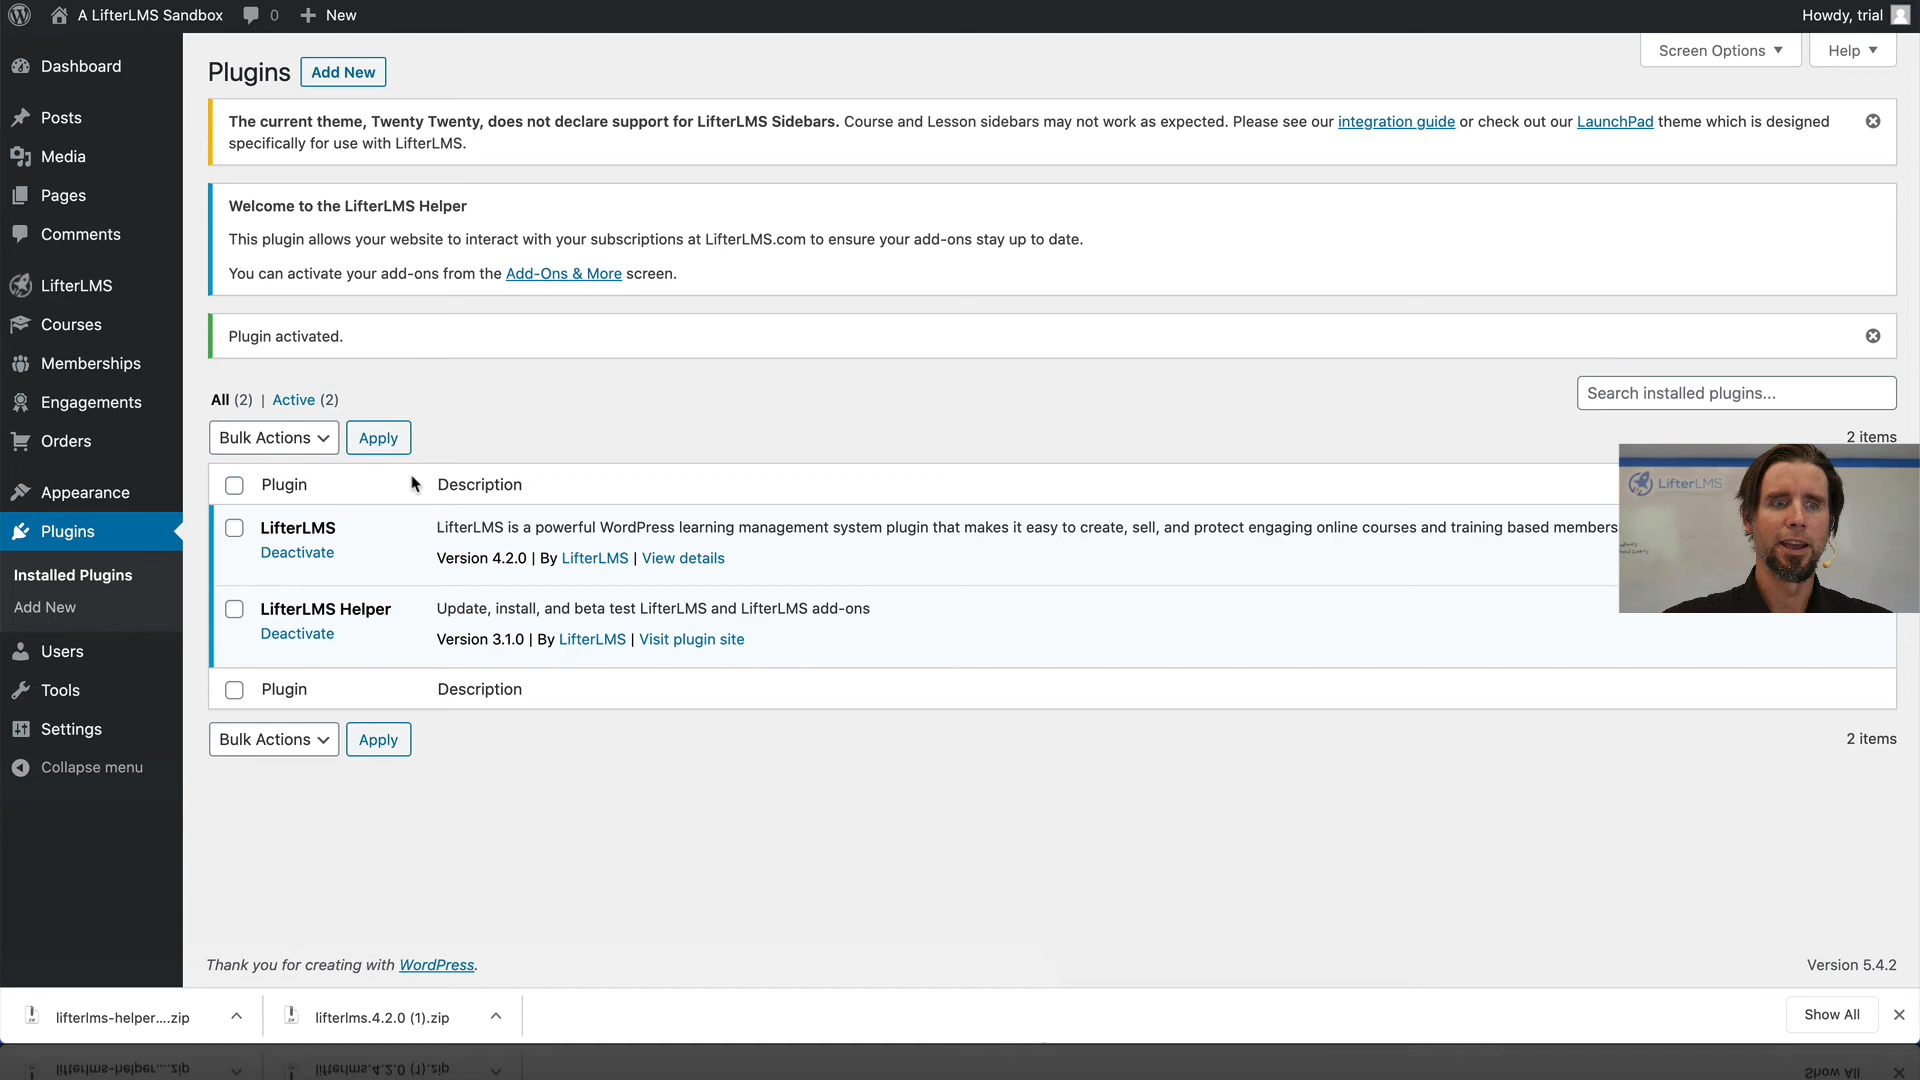 A LifterLMS Sandbox
0
New
Howdy, trial
Dashboard
Posts
Media
Pages
Comments
LifterLMS
Courses
Memberships
Engagements
Orders
Appearance
Plugins
Installed Plugins
Add New
Users
Tools
Settings
Collapse menu
Screen Options
Help
Plugins
Add New
The current theme, Twenty Twenty, does not declare support for LifterLMS Sidebars. Course and Lesson sidebars may not work as expected. Please see our integration guide or check out our LaunchPad theme which is designed
specifically for use with LifterLMS.
Welcome to the LifterLMS Helper
This plugin allows your website to interact with your subscriptions at LifterLMS.com to ensure your add-ons stay up to date.
You can activate your add-ons from the Add-Ons & More screen.
Plugin activated.
All (2) | Active (2)
Search installed plugins...
Bulk Actions
Apply
2 items
Plugin
Description
LifterLMS
Deactivate
LifterLMS is a powerful WordPress learning management system plugin that makes it easy to create, sell, and protect engaging online courses and training based members
Version 4.2.0 | By LifterLMS | View details
LifterLMS Helper
Deactivate
Update, install, and beta test LifterLMS and LifterLMS add-ons
Version 3.1.0 | By LifterLMS | Visit plugin site
LifterLMS
Plugin
Description
Bulk Actions
Apply
2 items
Thank you for creating with WordPress.
Version 5.4.2
lifterlms-helper....zip
lifterlms.4.2.0 (1).zip
Show All